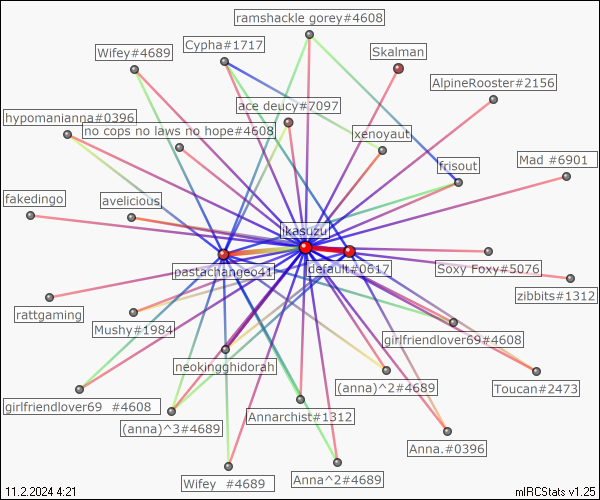 ramshackle gorey#4608
Cypha#1717
Wifey#4689
Skalman
AlpineRooster#2156
ace deucy#7097
hypomanianna#0396
no cops no laws no hope#4608
xenoyaut
frisout
Mad #6901
fakedingo
avelicious
jkasuzu
pastachangeo41
default#0617
Soxy Foxy#5076
zibbits#1312
rattgaming
Mushy#1984
girlfriendlover69#4608
neokingghidorah
(anna)^2#4689
Toucan#2473
girlfriendlover69 #4608
Annarchist#1312
(anna)^3#4689
Anna.#0396
Wifey #4689
Anna^2#4689
11.2.2024 4:21
mIRCStats v1.25